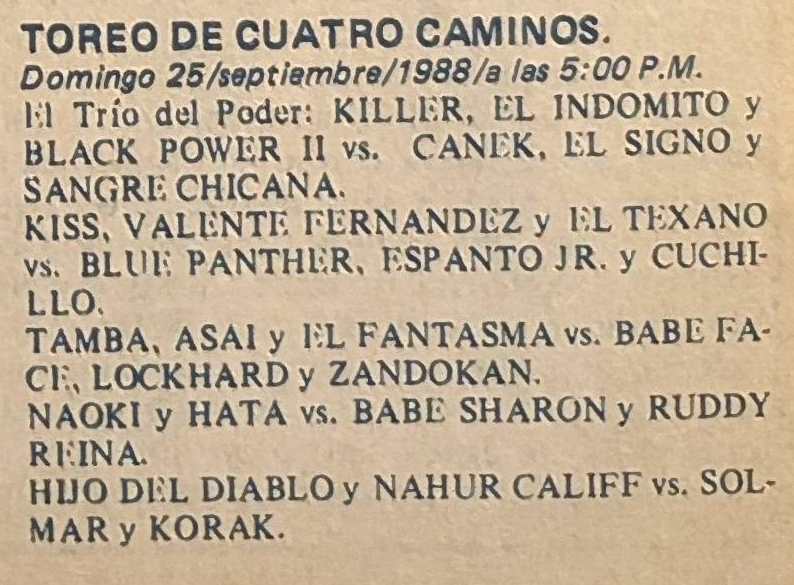 TOREO DE CUATRO CAMINOS.
Domingo 25/septiembre/1988/a las 5:00 P.M.
El Trío del Poder: KILLER, EL INDOMITO y
BLACK POWER II vs. CANEK, EL SIGNO y
SANGRE CHICANA.
KISS, VALENTE FERNANDEZ y EL TEXANO
vs. BLUE PANTHER, ESPANTO JR. y CUCHI-
LLO.
TAMBA, ASAI y EL FANTASMA vs. BABE FA-
CE, LOCKHARD y ZANDOKAN.
NAOKI y HATA vs. BABE SHARON y RUDDY
REINA.
HIJO DEL DIABLO y NAHUR CALIFF vs. SOL-
MAR y KORAK.